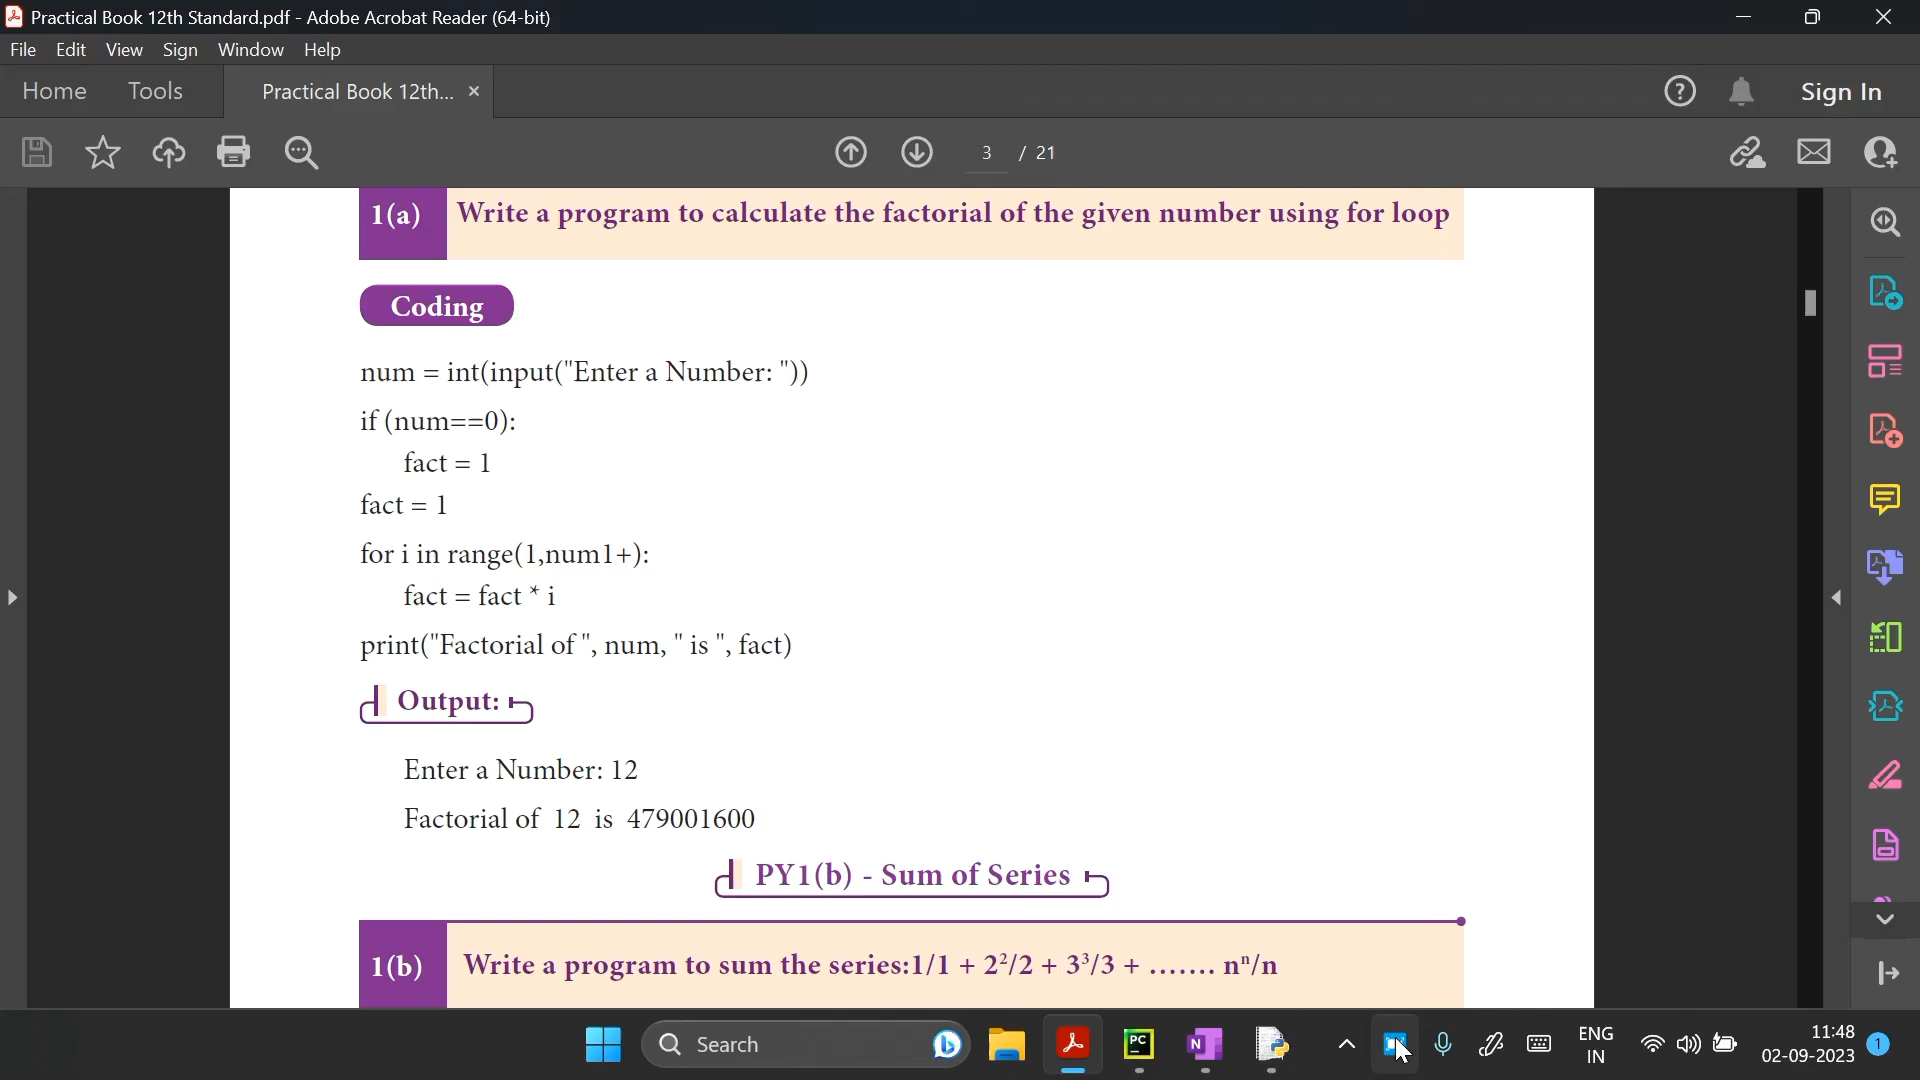 Practical Book 12th Standard.pdf - Adobe Acrobat Reader (64-bit)
File Edit View Sign Window Help
Home Tools Practical Book 12th... × Sign In
3 / 21
1(a) Write a program to calculate the factorial of the given number using for loop
Coding
num = int(input("Enter a Number: "))
if (num==0):
fact = 1
fact = 1
for i in range(1,num1+):
fact = fact * i
print("Factorial of ", num, " is ", fact)
Output:
Enter a Number: 12
Factorial of 12 is 479001600
PY1(b) - Sum of Series
1(b) Write a program to sum the series:1/1 + 2²/2 + 3³/3 + ....... nⁿ/n
Search
PC
N
ENG
IN
11:48
02-09-2023
1